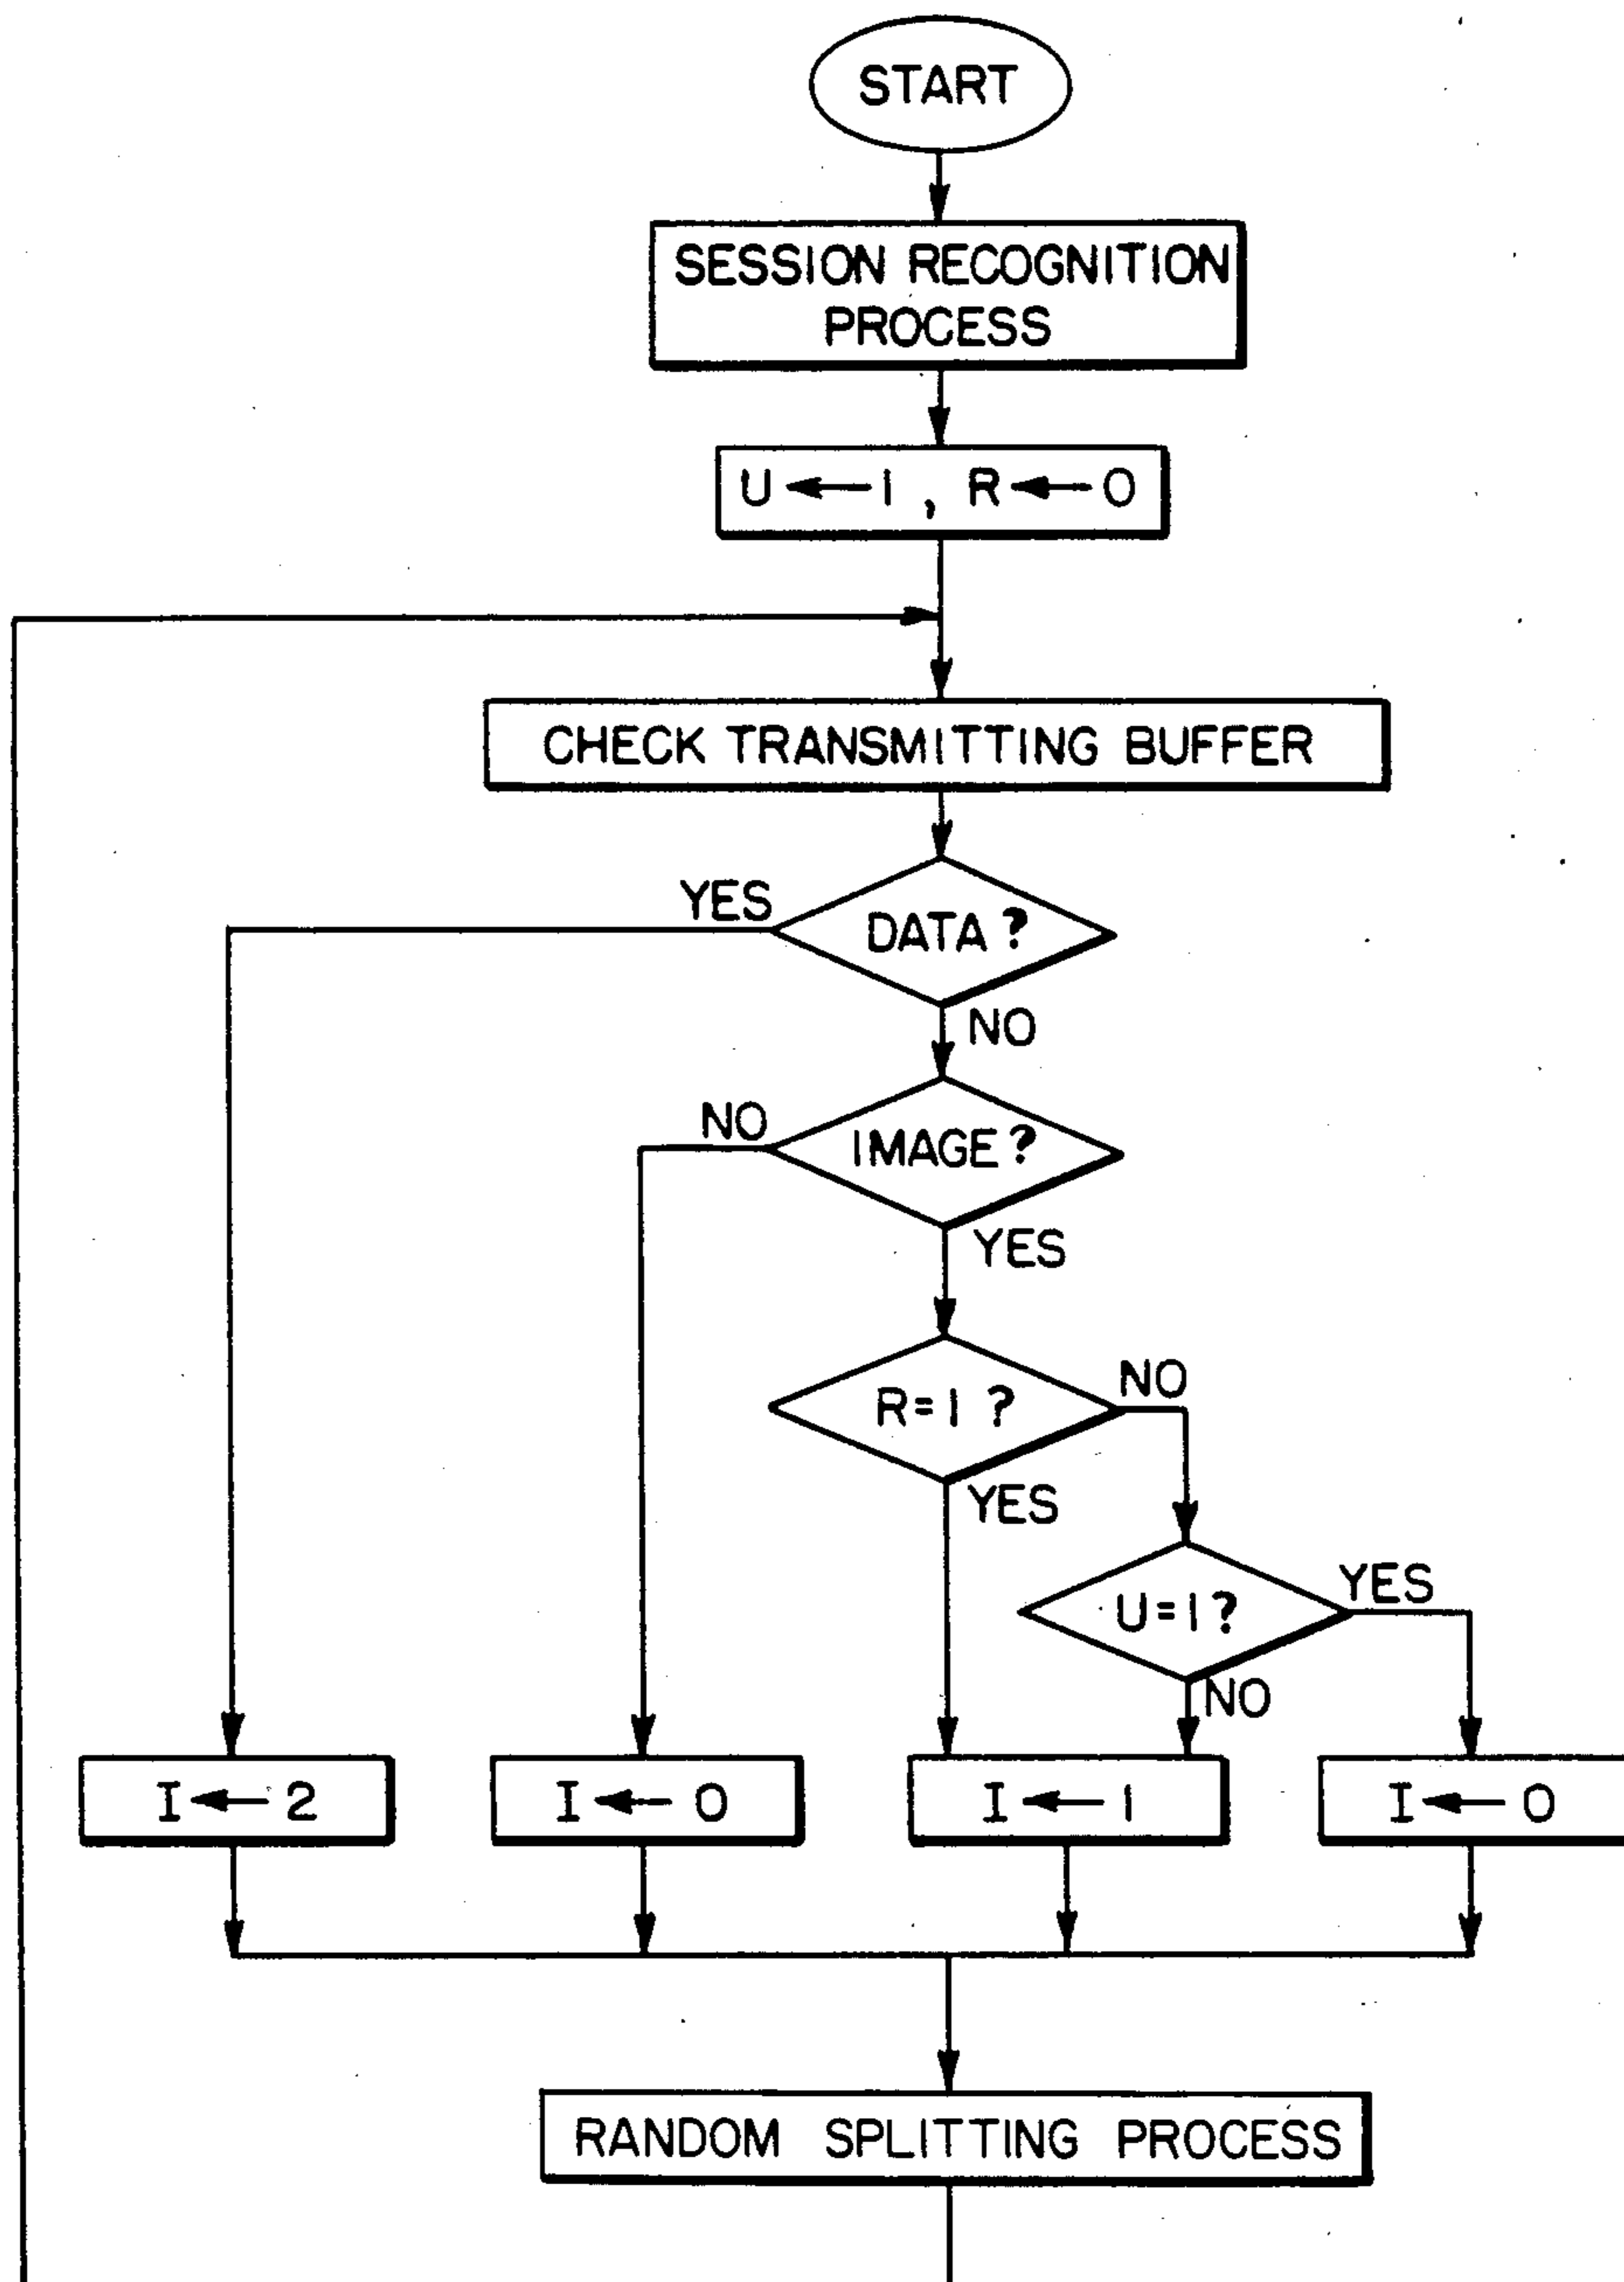 START
SESSION RECOGNITION
PROCESS
U ← 1 , R ← 0
CHECK TRANSMITTING BUFFER
YES
DATA ?
NO
NO
IMAGE ?
YES
R = 1 ?
NO
YES
U = 1 ?
YES
NO
I ← 2
I ← 0
I ← 1
I ← 0
RANDOM SPLITTING PROCESS